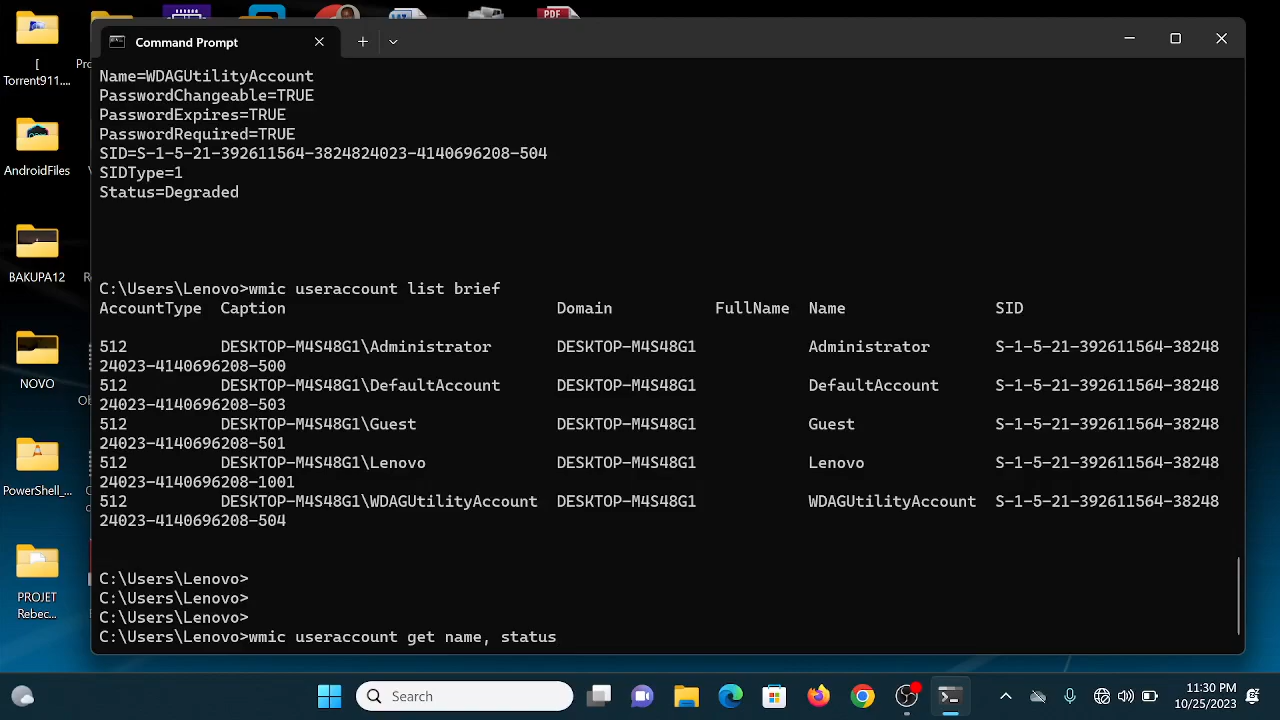 Command Prompt
Name=WDAGUtilityAccount
PasswordChangeable=TRUE
PasswordExpires=TRUE
PasswordRequired=TRUE
SID=S-1-5-21-392611564-3824824023-4140696208-504
SIDType=1
Status=Degraded
C:\Users\Lenovo>wmic useraccount list brief
AccountType  Caption  Domain  FullName  Name  SID
512  DESKTOP-M4S48G1\Administrator  DESKTOP-M4S48G1  Administrator  S-1-5-21-392611564-38248
24023-4140696208-500
512  DESKTOP-M4S48G1\DefaultAccount  DESKTOP-M4S48G1  DefaultAccount  S-1-5-21-392611564-38248
24023-4140696208-503
512  DESKTOP-M4S48G1\Guest  DESKTOP-M4S48G1  Guest  S-1-5-21-392611564-38248
24023-4140696208-501
512  DESKTOP-M4S48G1\Lenovo  DESKTOP-M4S48G1  Lenovo  S-1-5-21-392611564-38248
24023-4140696208-1001
512  DESKTOP-M4S48G1\WDAGUtilityAccount  DESKTOP-M4S48G1  WDAGUtilityAccount  S-1-5-21-392611564-38248
24023-4140696208-504
C:\Users\Lenovo>
C:\Users\Lenovo>
C:\Users\Lenovo>
C:\Users\Lenovo>wmic useraccount get name, status
[
Torrent911....
AndroidFiles
BAKUPA12
NOVO
PowerShell_...
PROJET
Rebec...
PDF
Search
11:30 PM
10/25/2023